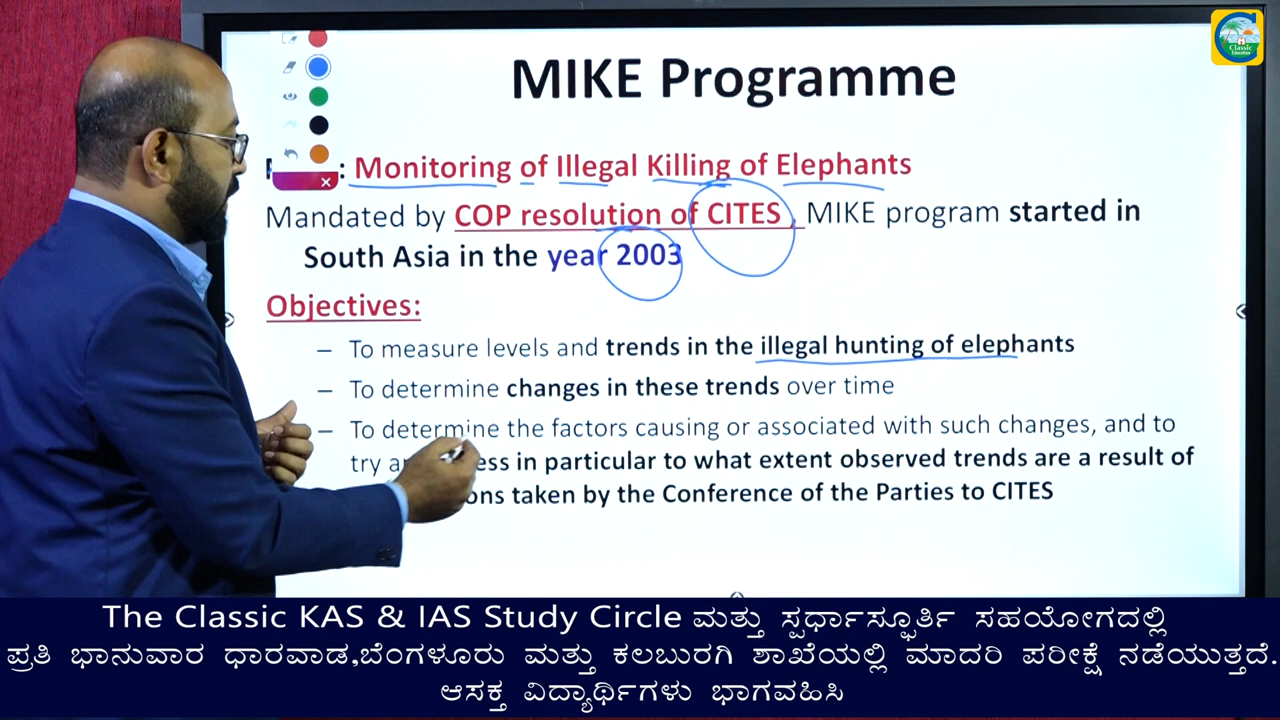 MIKE Programme
: Monitoring of Illegal Killing of Elephants
Mandated by COP resolution of CITES , MIKE program started in
South Asia in the year 2003
Objectives:
– To measure levels and trends in the illegal hunting of elephants
– To determine changes in these trends over time
– To determine the factors causing or associated with such changes, and to
try in particular to what extent observed trends are a result of
taken by the Conference of the Parties to CITES
Classic
Education
The Classic KAS & IAS Study Circle ಮತ್ತು ಸ್ಪರ್ಧಾಸ್ಫೂರ್ತಿ ಸಹಯೋಗದಲ್ಲಿ
ಪ್ರತಿ ಭಾನುವಾರ ಧಾರವಾಡ,ಬೆಂಗಳೂರು ಮತ್ತು ಕಲಬುರಗಿ ಶಾಖೆಯಲ್ಲಿ ಮಾದರಿ ಪರೀಕ್ಷೆ ನಡೆಯುತ್ತದೆ.
ಆಸಕ್ತ ವಿದ್ಯಾರ್ಥಿಗಳು ಭಾಗವಹಿಸಿ